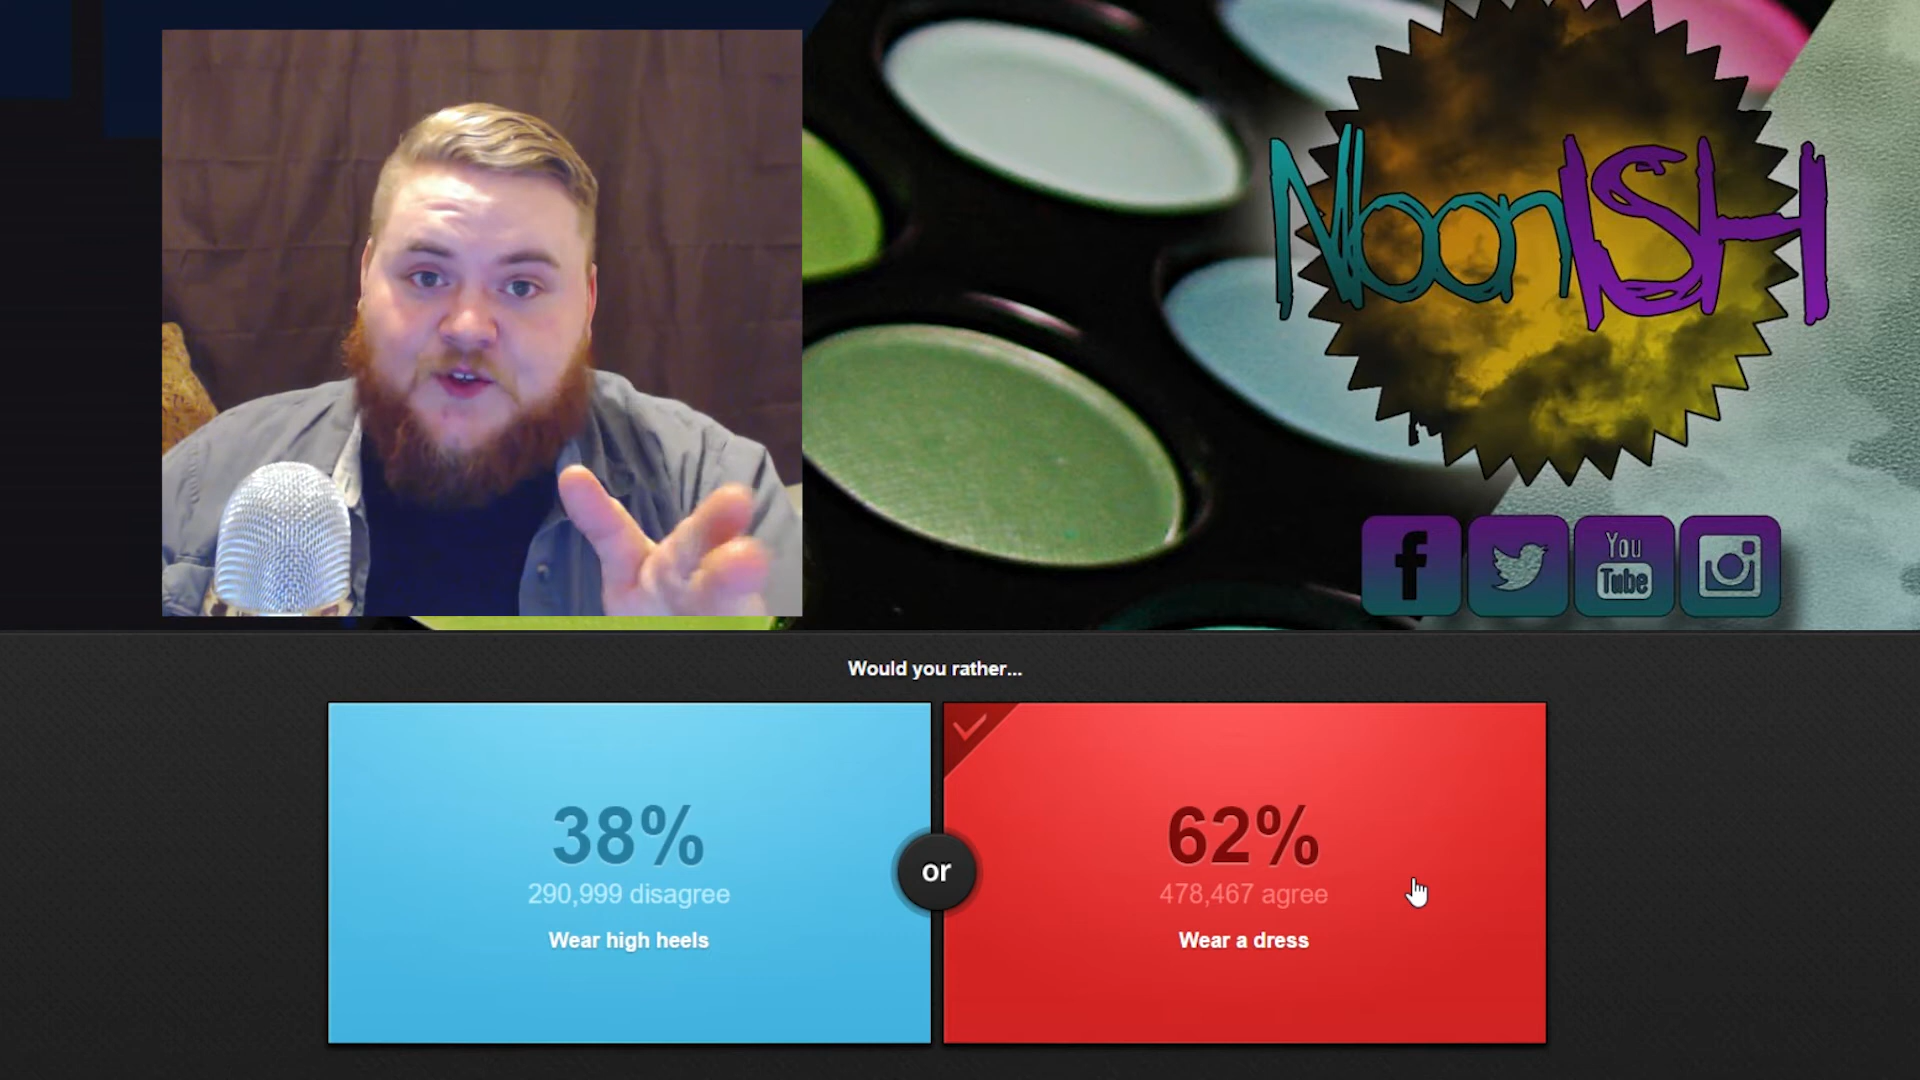 NoonISH
f
You
Tube
Would you rather...
38%
290,999 disagree
Wear high heels
or
62%
478,467 agree
Wear a dress